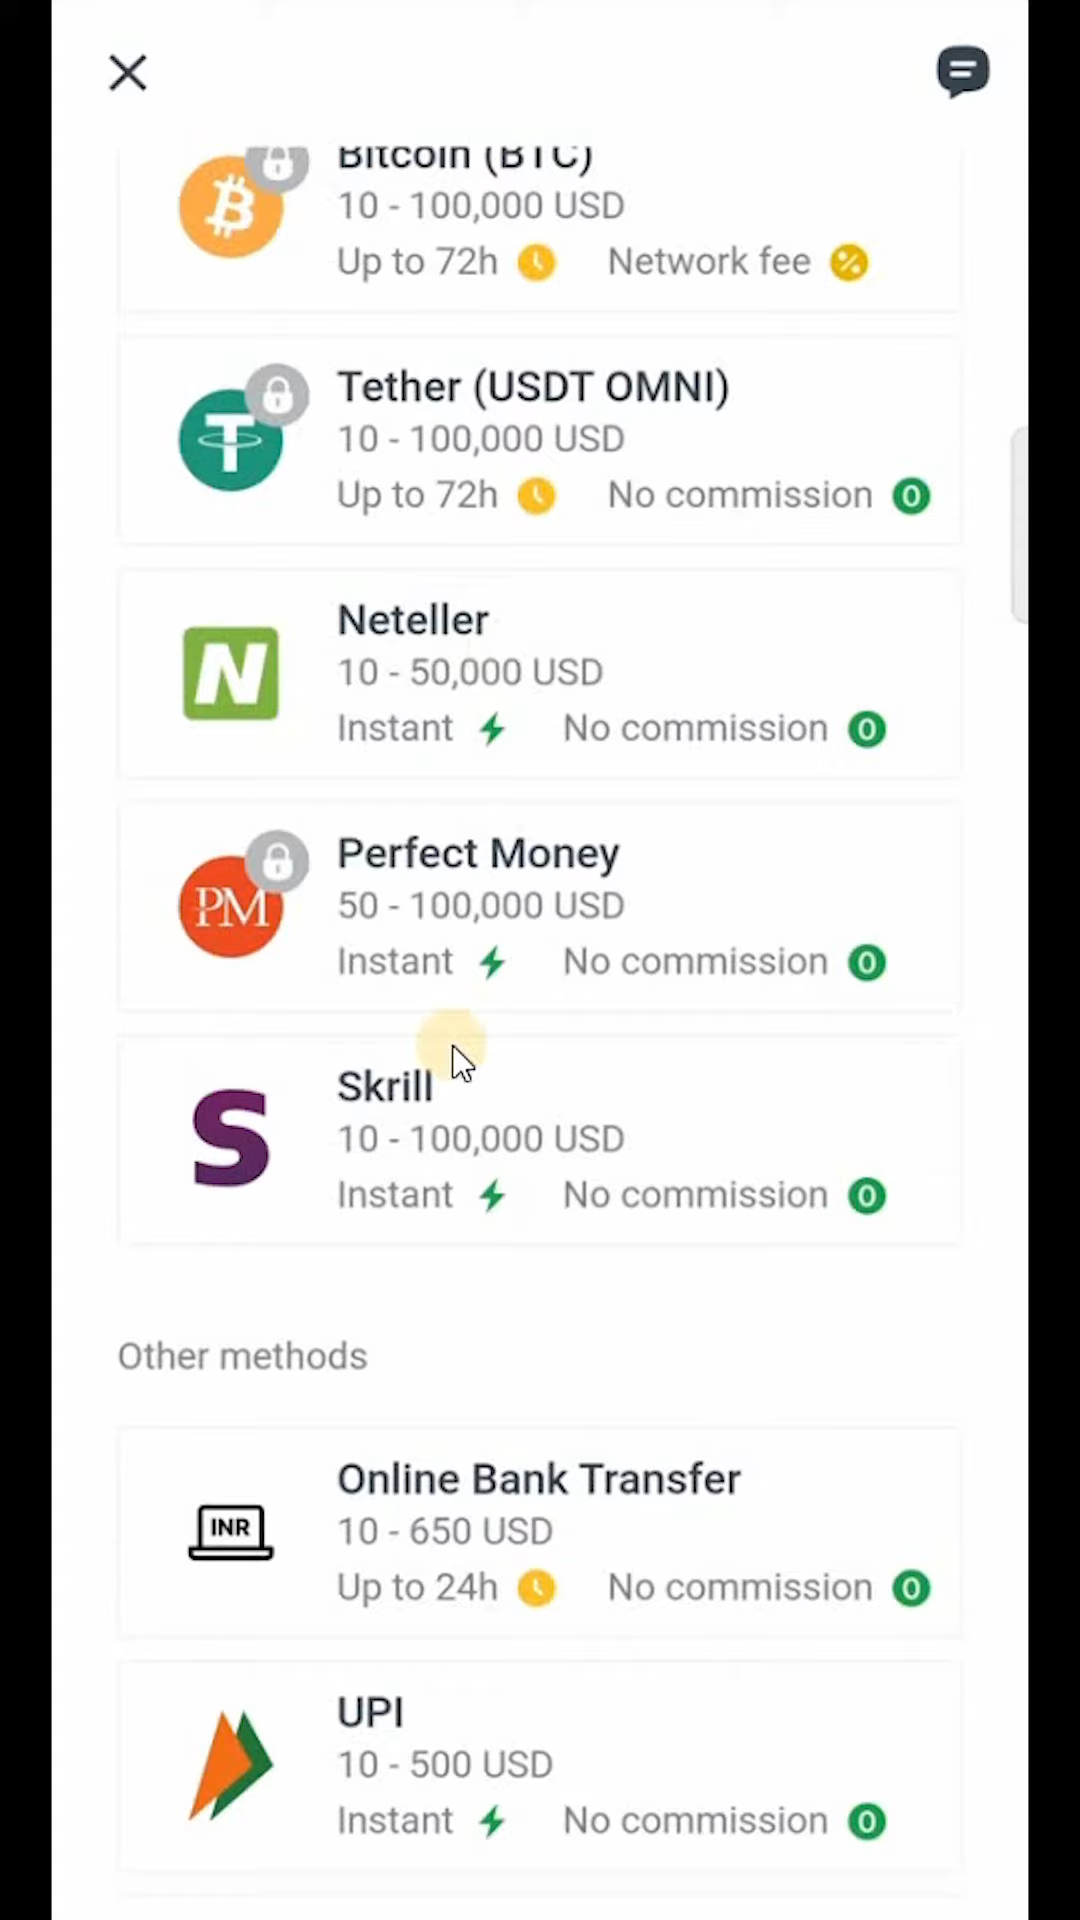 Bitcoin (BTC)
10 - 100,000 USD
Up to 72h Network fee %
Tether (USDT OMNI)
10 - 100,000 USD
Up to 72h No commission 0
N
Neteller
10 - 50,000 USD
Instant No commission 0
PM
Perfect Money
50 - 100,000 USD
Instant No commission 0
S
Skrill
10 - 100,000 USD
Instant No commission 0
Other methods
INR
Online Bank Transfer
10 - 650 USD
Up to 24h No commission 0
UPI
10 - 500 USD
Instant No commission 0